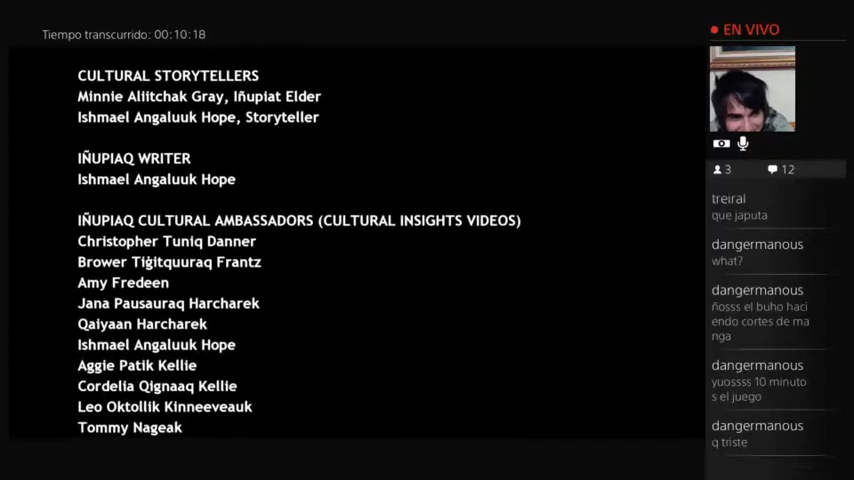 Tiempo transcurrido: 00:10:18
CULTURAL STORYTELLERS
Minnie Aliitchak Gray, Iñupiat Elder
Ishmael Angaluuk Hope, Storyteller
IÑUPIAQ WRITER
Ishmael Angaluuk Hope
IÑUPIAQ CULTURAL AMBASSADORS (CULTURAL INSIGHTS VIDEOS)
Christopher Tuniq Danner
Brower Tiġitquuraq Frantz
Amy Fredeen
Jana Pausauraq Harcharek
Qaiyaan Harcharek
Ishmael Angaluuk Hope
Aggie Patik Kellie
Cordelia Qignaaq Kellie
Leo Oktollik Kinneeveauk
Tommy Nageak
EN VIVO
3 12
treiral
que japuta
dangermanous
what?
dangermanous
ñosss el buho haci
endo cortes de ma
nga
dangermanous
yuossss 10 minuto
s el juego
dangermanous
q triste